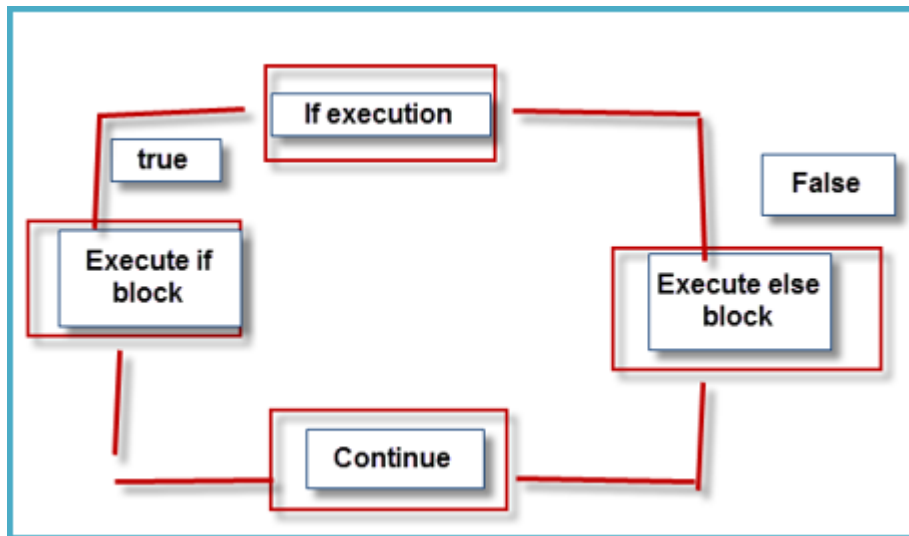 If execution
true
False
Execute if
block
Execute else
block
Continue